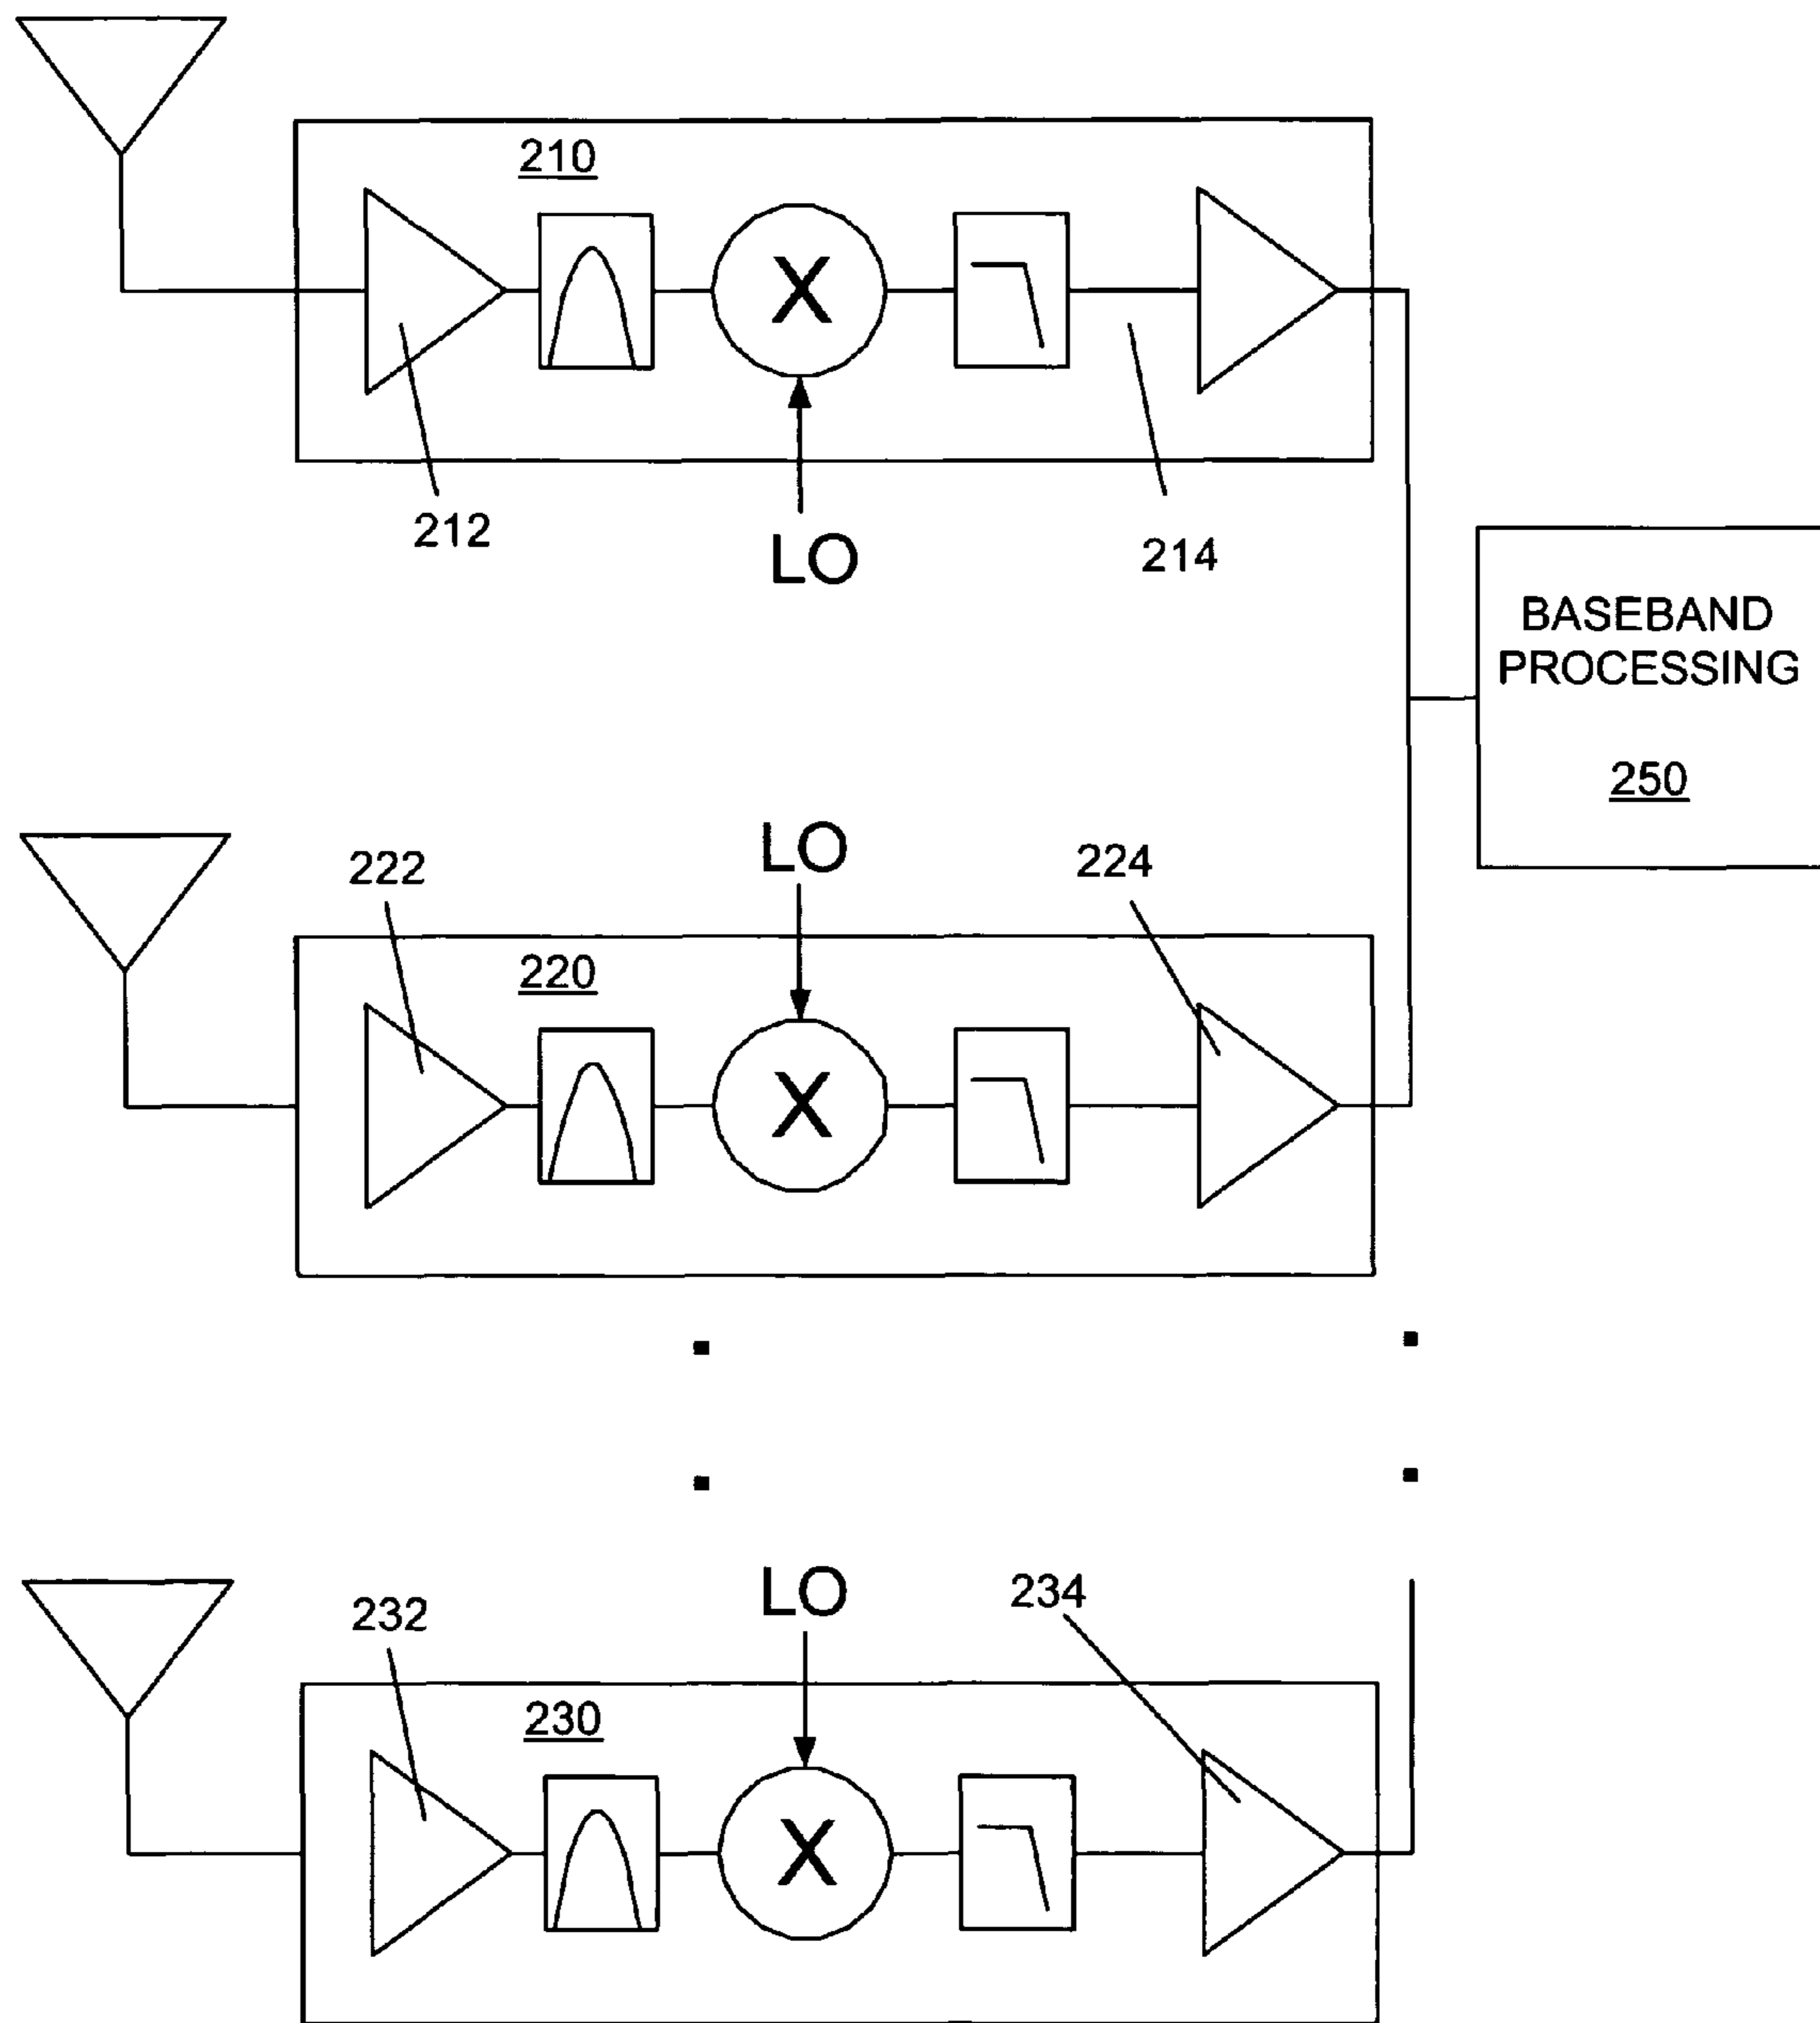 210
X
212
LO
214
BASEBAND
PROCESSING
250
LO
222
224
220
X
LO
232
234
230
X